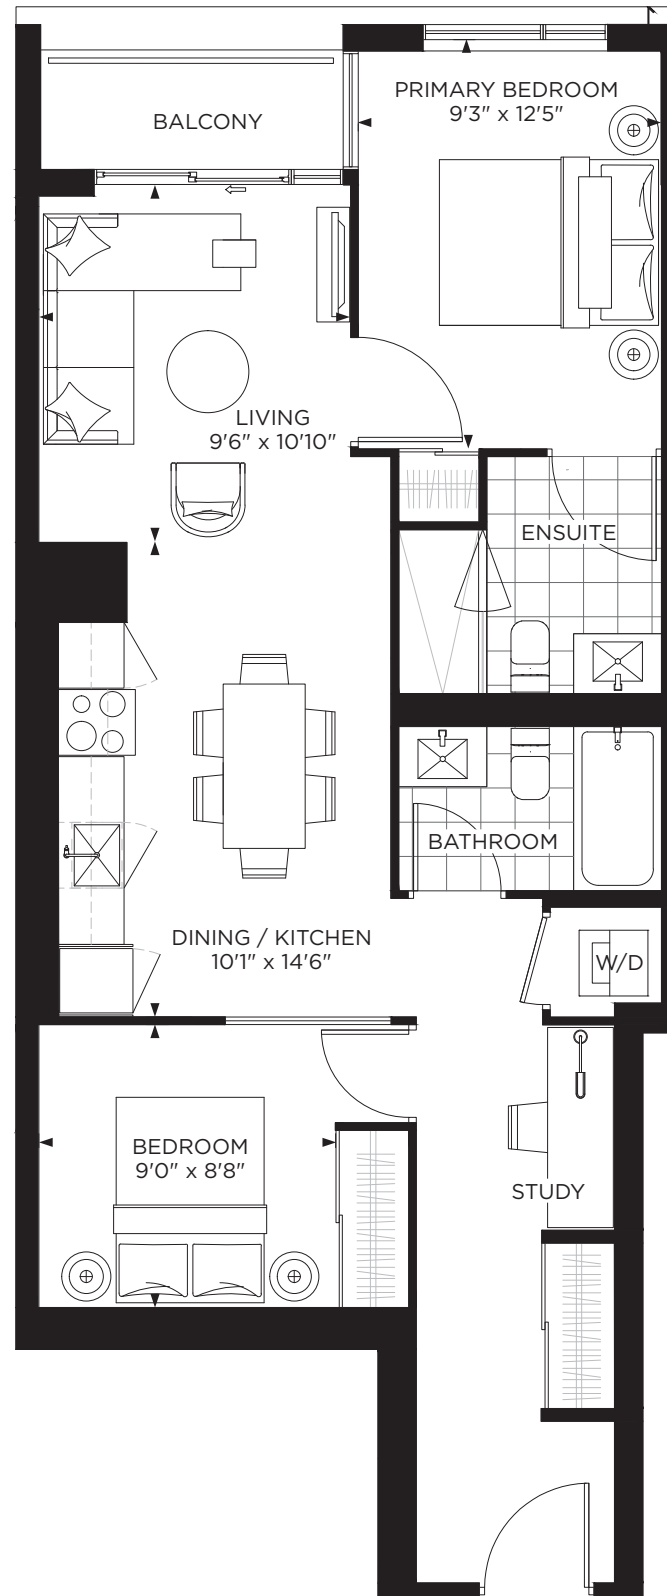 PRIMARY BEDROOM
9'3" x 12'5"
BALCONY
LIVING
9'6" x 10'10"
ENSUITE
BATHROOM
DINING / KITCHEN
10'1" x 14'6"
W/D
BEDROOM
9'0" x 8'8"
STUDY